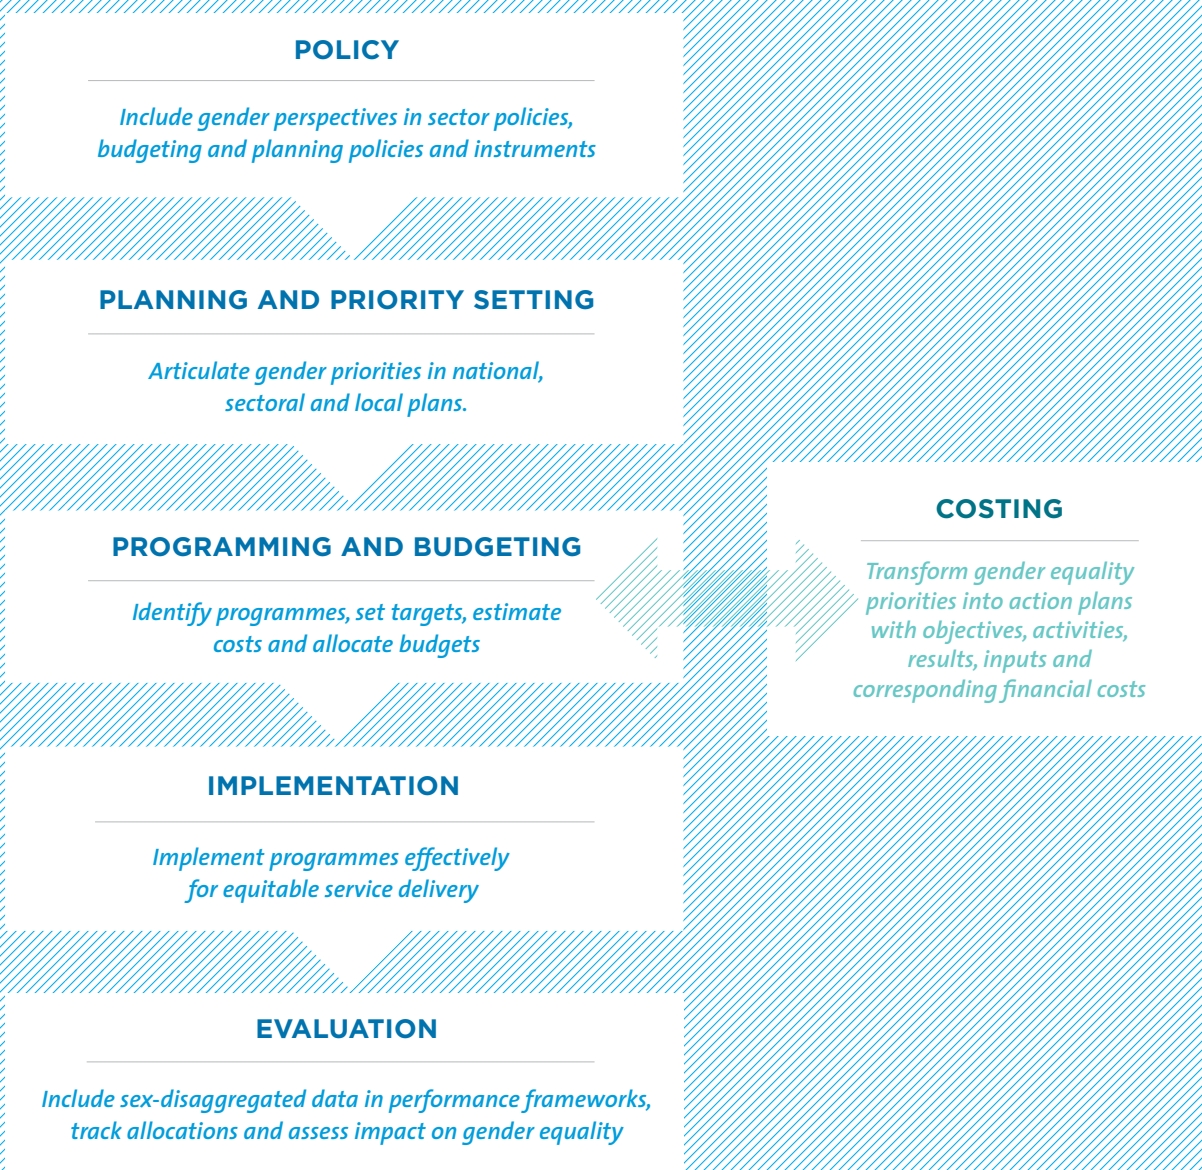 POLICY
Include gender perspectives in sector policies,
budgeting and planning policies and instruments
PLANNING AND PRIORITY SETTING
Articulate gender priorities in national,
sectoral and local plans.
PROGRAMMING AND BUDGETING
Identify programmes, set targets, estimate
costs and allocate budgets
COSTING
Transform gender equality
priorities into action plans
with objectives, activities,
results, inputs and
corresponding financial costs
IMPLEMENTATION
Implement programmes effectively
for equitable service delivery
EVALUATION
Include sex-disaggregated data in performance frameworks,
track allocations and assess impact on gender equality